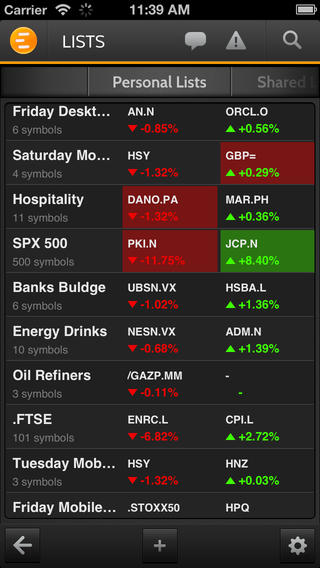 Carrier 11:39 AM
LISTS
Personal Lists Shared
Friday Deskt... AN.N ORCL.O
6 symbols -0.85% +0.56%
Saturday Mo... HSY GBP=
4 symbols -1.32% +0.29%
Hospitality DANO.PA MAR.PH
11 symbols -1.32% +0.36%
SPX 500 PKI.N JCP.N
500 symbols -11.75% +8.40%
Banks Buldge UBSN.VX HSBA.L
6 symbols -1.02% +1.36%
Energy Drinks NESN.VX ADM.N
10 symbols -0.68% +1.39%
Oil Refiners /GAZP.MM -
3 symbols -0.11% -
.FTSE ENRC.L CPI.L
101 symbols -6.82% +2.72%
Tuesday Mob... HSY HNZ
3 symbols -1.32% +0.03%
Friday Mobile... .STOXX50 HPQ